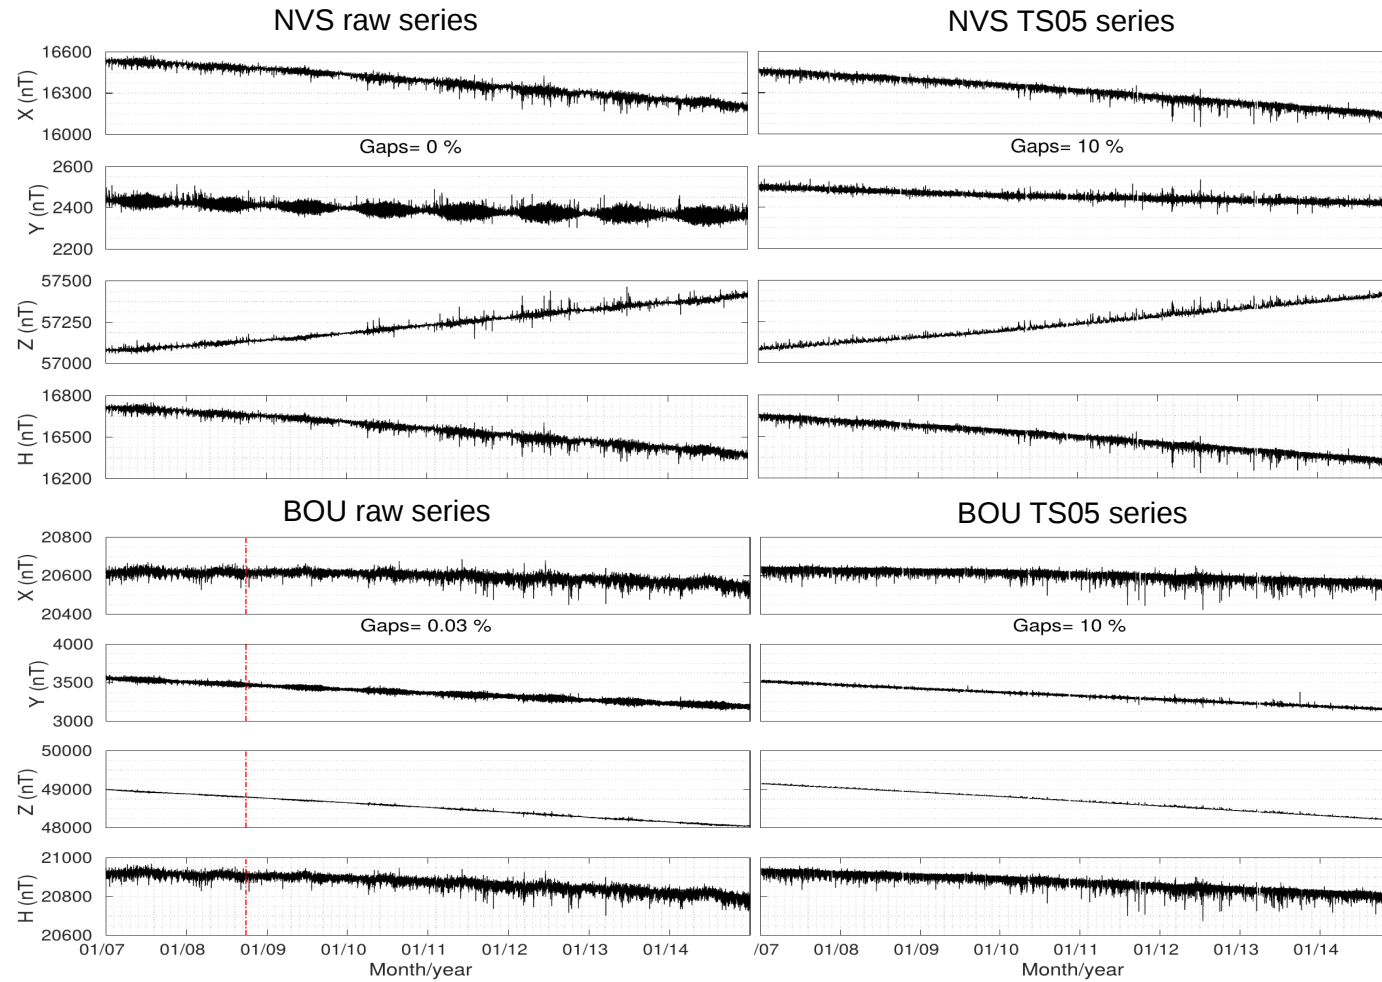 NVS raw series
NVS TS05 series
16600
16300
16000
X (nT)
Gaps= 0 %
Gaps= 10 %
2600
2400
2200
Y (nT)
57500
57250
57000
Z (nT)
16800
16500
16200
H (nT)
BOU raw series
BOU TS05 series
20800
20600
20400
X (nT)
Gaps= 0.03 %
Gaps= 10 %
4000
3500
3000
Y (nT)
50000
49000
48000
Z (nT)
21000
20800
20600
H (nT)
01/07 01/08 01/09 01/10 01/11 01/12 01/13 01/14
/07 01/08 01/09 01/10 01/11 01/12 01/13 01/14
Month/year
Month/year